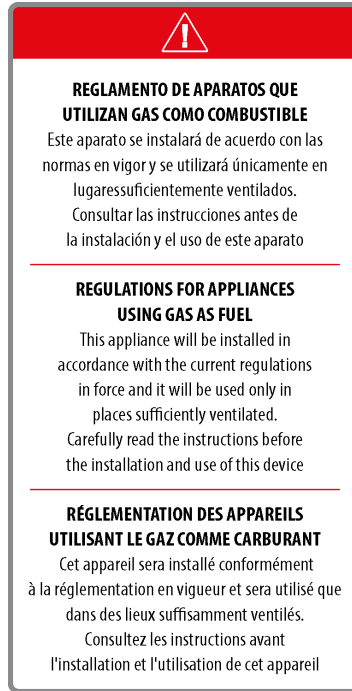 REGLAMENTO DE APARATOS QUE
UTILIZAN GAS COMO COMBUSTIBLE
Este aparato se instalará de acuerdo con las
normas en vigor y se utilizará únicamente en
lugaressuficientemente ventilados.
Consultar las instrucciones antes de
la instalación y el uso de este aparato
REGULATIONS FOR APPLIANCES
USING GAS AS FUEL
This appliance will be installed in
accordance with the current regulations
in force and it will be used only in
places sufficiently ventilated.
Carefully read the instructions before
the installation and use of this device
RÉGLEMENTATION DES APPAREILS
UTILISANT LE GAZ COMME CARBURANT
Cet appareil sera installé conformément
à la réglementation en vigueur et sera utilisé que
dans des lieux suffisamment ventilés.
Consultez les instructions avant
l'installation et l'utilisation de cet appareil